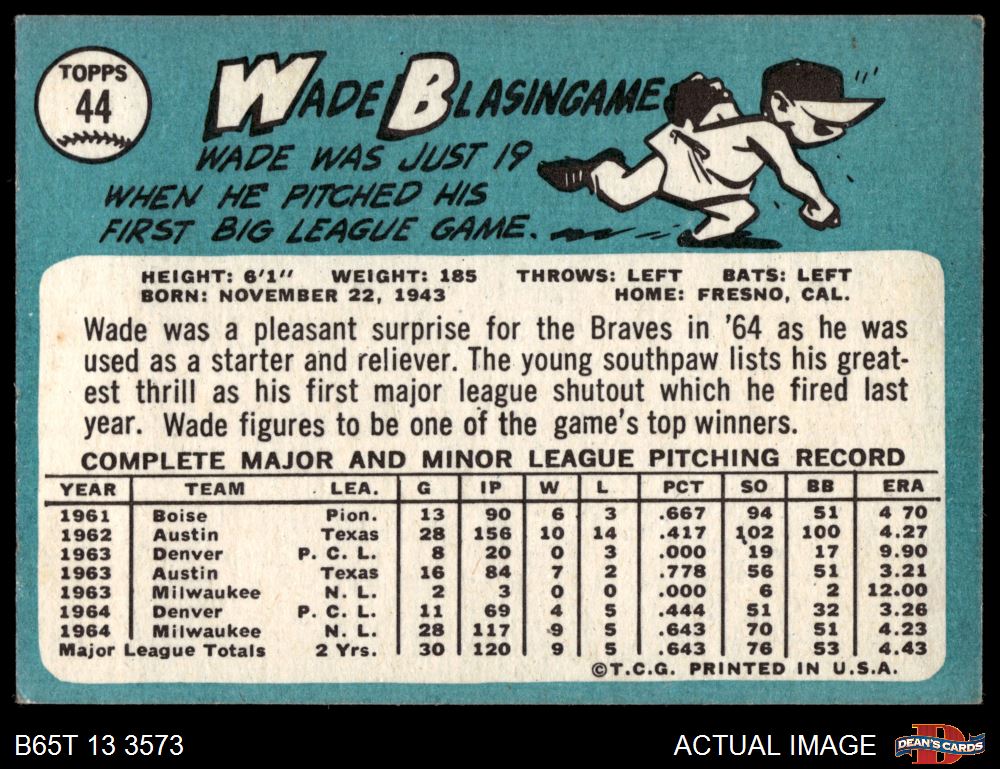 TOPPS
44
WADE BLASINGAME
WADE WAS JUST 19
WHEN HE PITCHED HIS
FIRST BIG LEAGUE GAME.
HEIGHT: 6'1" WEIGHT: 185 THROWS: LEFT BATS: LEFT
BORN: NOVEMBER 22, 1943 HOME: FRESNO, CAL.
Wade was a pleasant surprise for the Braves in '64 as he was
used as a starter and reliever. The young southpaw lists his great-
est thrill as his first major league shutout which he fired last
year. Wade figures to be one of the game's top winners.
COMPLETE MAJOR AND MINOR LEAGUE PITCHING RECORD
YEAR TEAM LEA. G IP W L PCT SO BB ERA
1961 Boise Pion. 13 90 6 3 .667 94 51 4 70
1962 Austin Texas 28 156 10 14 .417 102 100 4.27
1963 Denver P. C. L. 8 20 0 3 .000 19 17 9.90
1963 Austin Texas 16 84 7 2 .778 56 51 3.21
1963 Milwaukee N. L. 2 3 0 0 .000 6 2 12.00
1964 Denver P. C. L. 11 69 4 5 .444 51 32 3.26
1964 Milwaukee N. L. 28 117 9 5 .643 70 51 4.23
Major League Totals 2 Yrs. 30 120 9 5 .643 76 53 4.43
©T.C.G. PRINTED IN U.S.A.
B65T 13 3573 ACTUAL IMAGE D DEAN'S CARDS